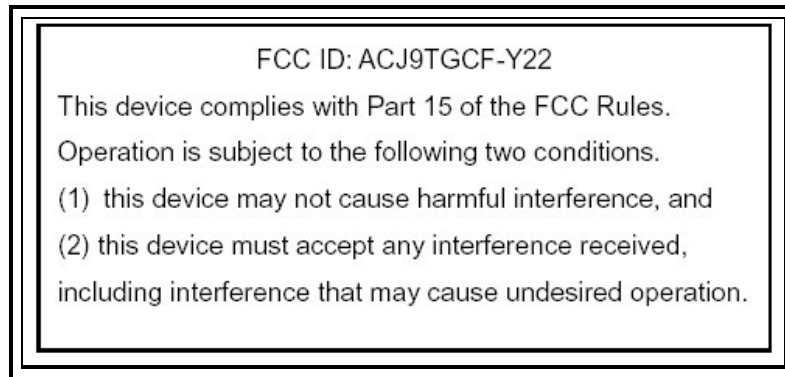 FCC ID: ACJ9TGCF-Y22
This device complies with Part 15 of the FCC Rules.
Operation is subject to the following two conditions.
(1) this device may not cause harmful interference, and
(2) this device must accept any interference received,
including interference that may cause undesired operation.